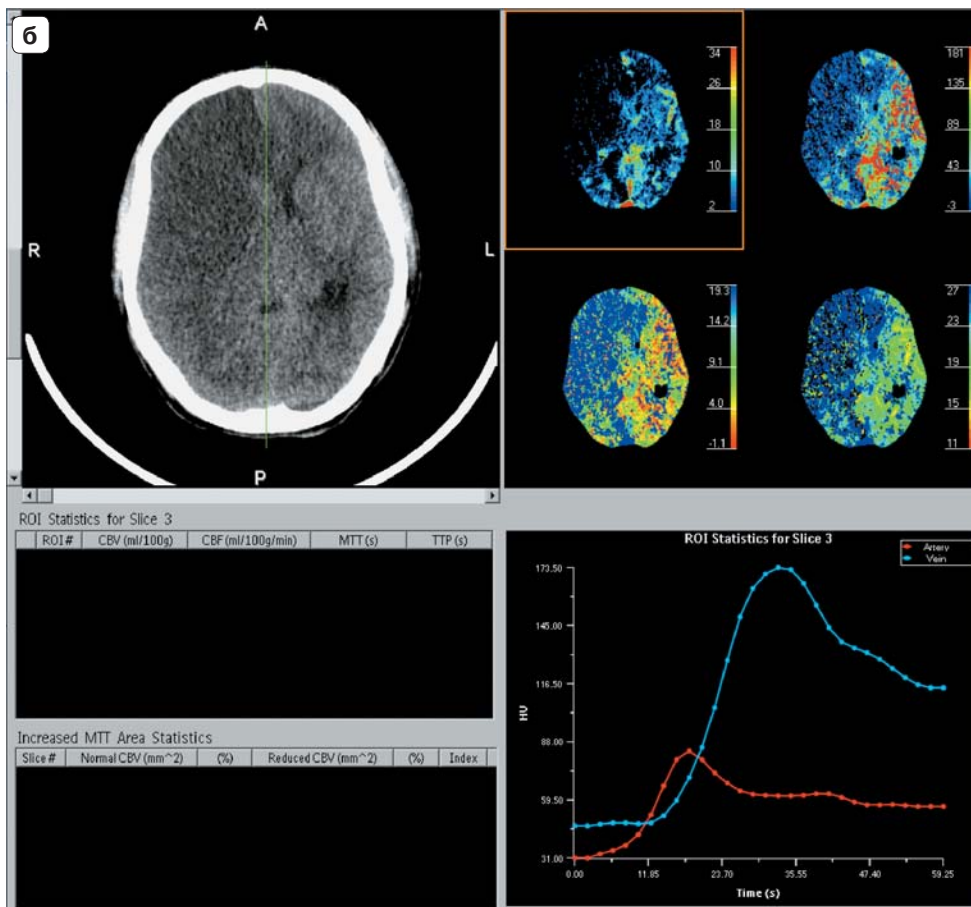 б
A
R
L
P
34
26
18
10
2
181
135
89
43
-3
19.3
14.2
9.1
4.0
-1.1
27
23
19
15
11
ROI Statistics for Slice 3
ROI # CBV (ml/100g) CBF (ml/100g/min) MTT (s) TTP (s)
Increased MTT Area Statistics
Slice # Normal CBV (mm^2) (%) Reduced CBV (mm^2) (%) Index
ROI Statistics for Slice 3
Artery
Vein
HU
173.50
145.00
116.50
88.00
59.50
31.00
0.00 11.85 23.70 35.55 47.40 59.25
Time (s)